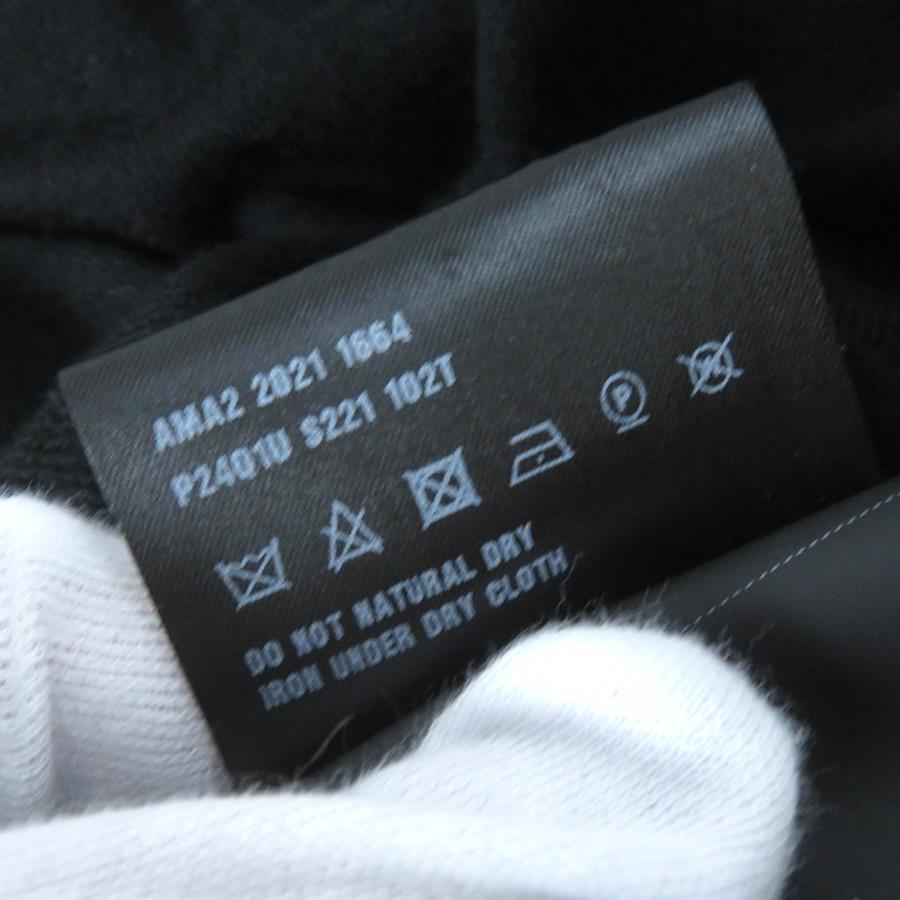 AMA2 2021 1664
P2401U S221 102T
P
W
DO NOT NATURAL DRY
IRON UNDER DRY CLOTH